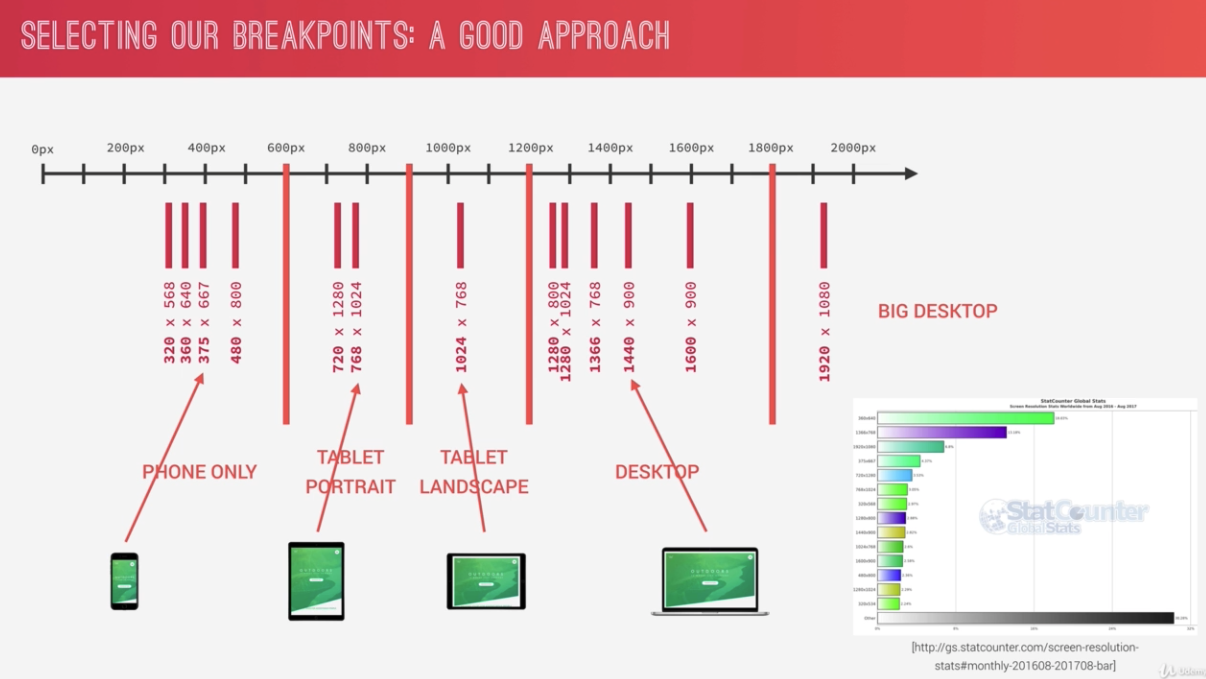 SELECTING OUR BREAKPOINTS: A GOOD APPROACH
0px 200px 400px 600px 800px 1000px 1200px 1400px 1600px 1800px 2000px
320 x 568
360 x 640
375 x 667
480 x 800
720 x 1280
768 x 1024
1024 x 768
1280 x 800
1280 x 1024
1366 x 768
1440 x 900
1600 x 900
1920 x 1080
BIG DESKTOP
PHONE ONLY
TABLET
PORTRAIT
TABLET
LANDSCAPE
DESKTOP
StatCounter Global Stats
Screen Resolution Stats Worldwide from Aug 2016 - Aug 2017
StatCounter
GlobalStats
[http://gs.statcounter.com/screen-resolution-
stats#monthly-201608-201708-bar]